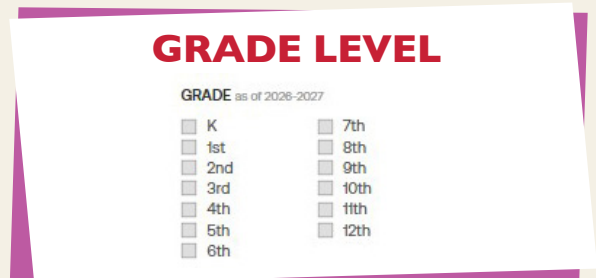 GRADE LEVEL
GRADE as of 2026-2027
K
1st
2nd
3rd
4th
5th
6th
7th
8th
9th
10th
11th
12th